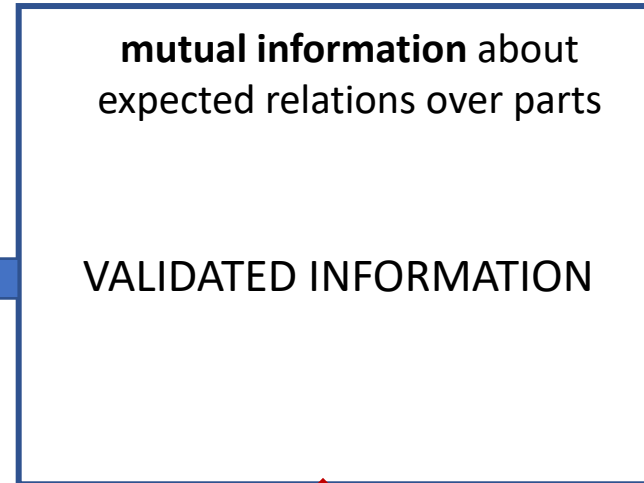 mutual information about
expected relations over parts
VALIDATED INFORMATION